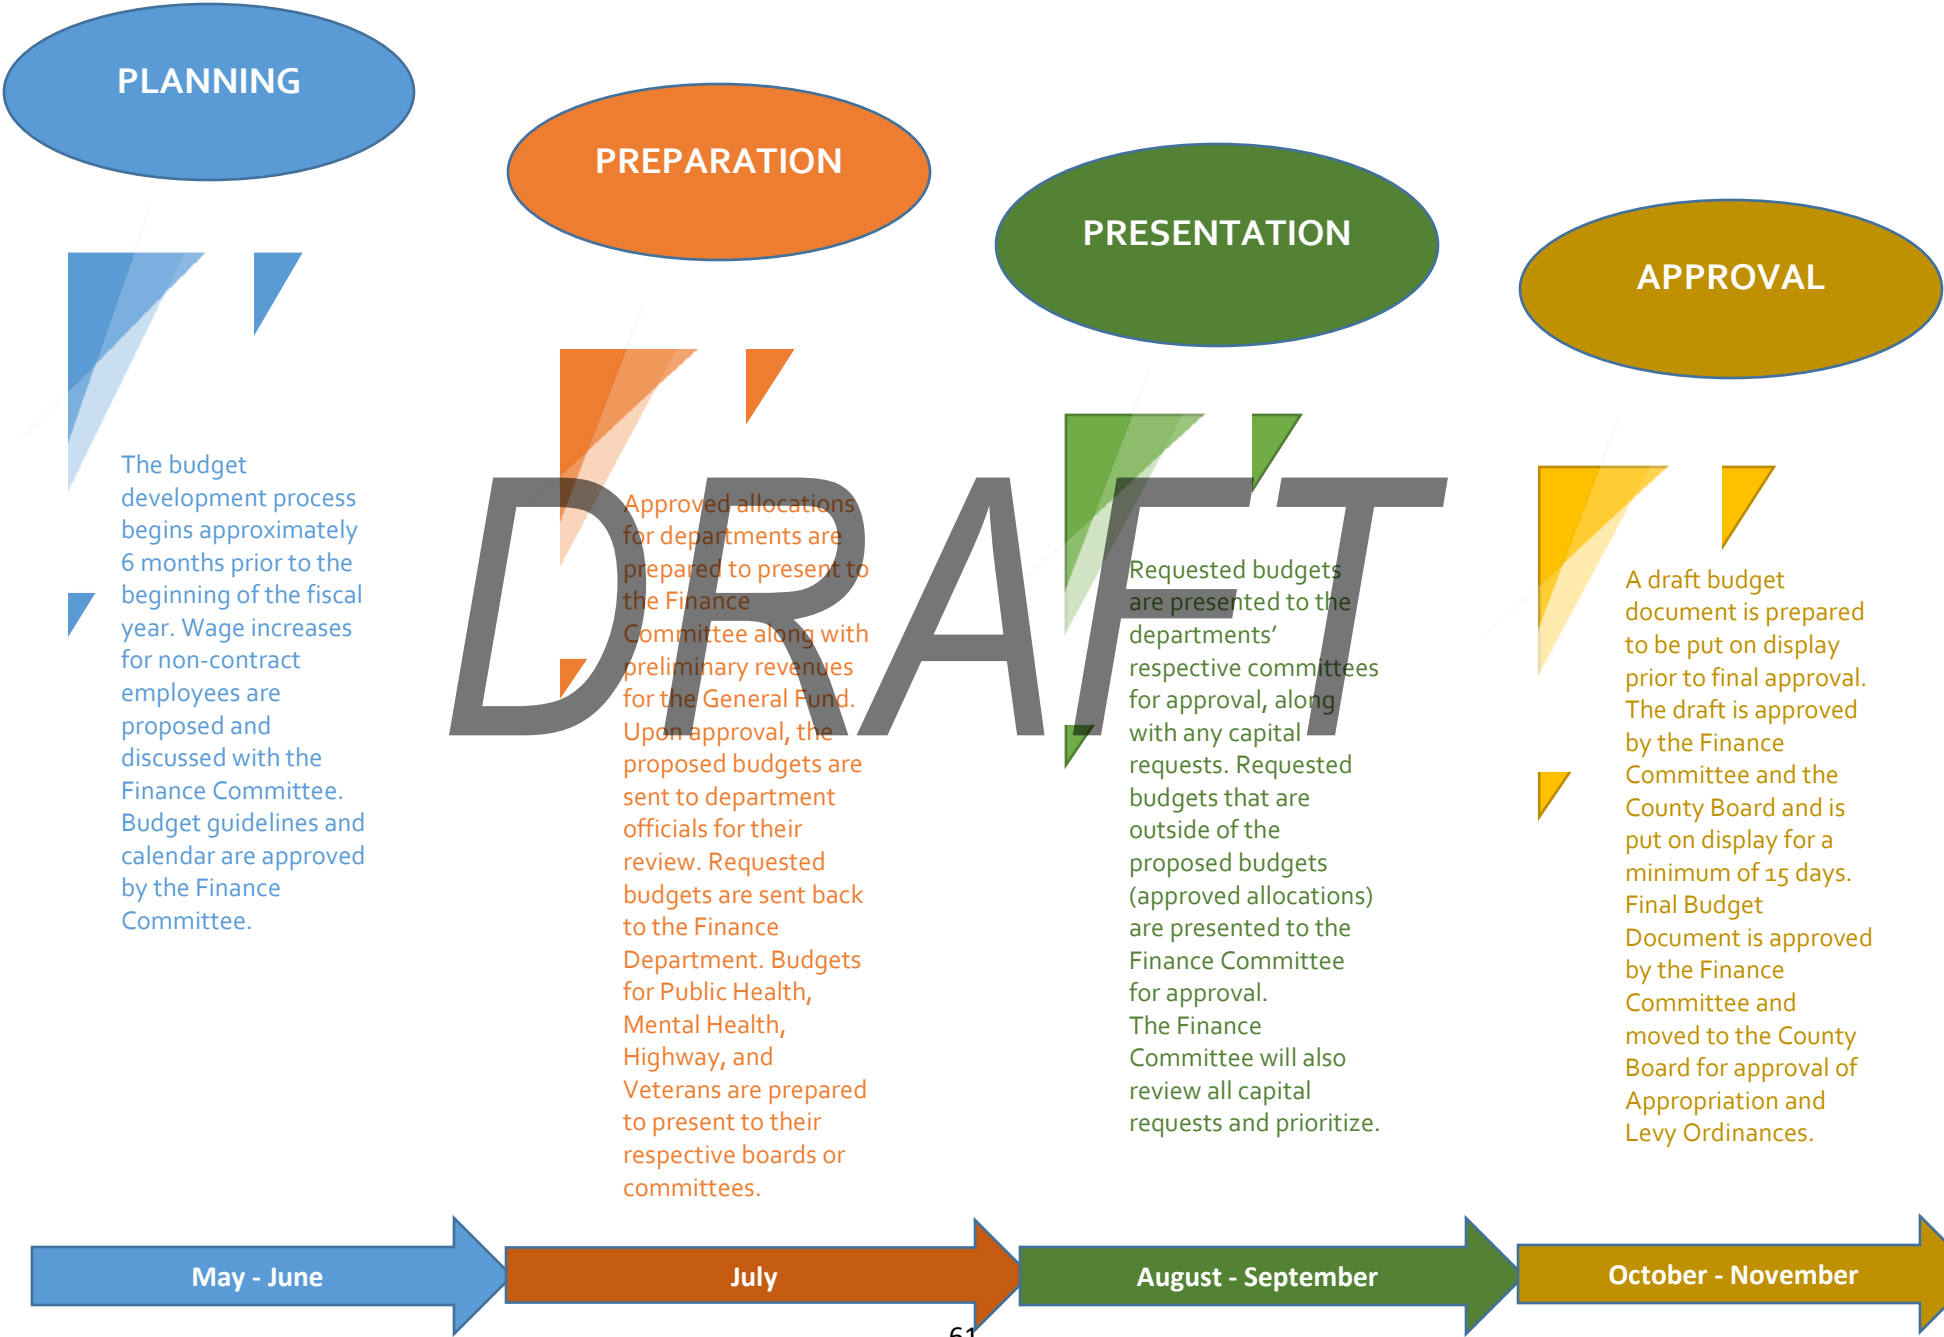 PLANNING
The budget
development process
begins approximately
6 months prior to the
beginning of the fiscal
year. Wage increases
for non-contract
employees are
proposed and
discussed with the
Finance Committee.
Budget guidelines and
calendar are approved
by the Finance
Committee.
May - June
PREPARATION
Approved allocations
for departments are
prepared to present to
the Finance
Committee along with
preliminary revenues
for the General Fund.
Upon approval, the
proposed budgets are
sent to department
officials for their
review. Requested
budgets are sent back
to the Finance
Department. Budgets
for Public Health,
Mental Health,
Highway, and
Veterans are prepared
to present to their
respective boards or
committees.
July
PRESENTATION
Requested budgets
are presented to the
departments’
respective committees
for approval, along
with any capital
requests. Requested
budgets that are
outside of the
proposed budgets
(approved allocations)
are presented to the
Finance Committee
for approval.
The Finance
Committee will also
review all capital
requests and prioritize.
August - September
APPROVAL
A draft budget
document is prepared
to be put on display
prior to final approval.
The draft is approved
by the Finance
Committee and the
County Board and is
put on display for a
minimum of 15 days.
Final Budget
Document is approved
by the Finance
Committee and
moved to the County
Board for approval of
Appropriation and
Levy Ordinances.
October - November
DRAFT
61